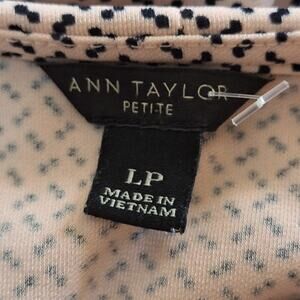 ANN TAYLOR
PETITE
LP
MADE IN
VIETNAM